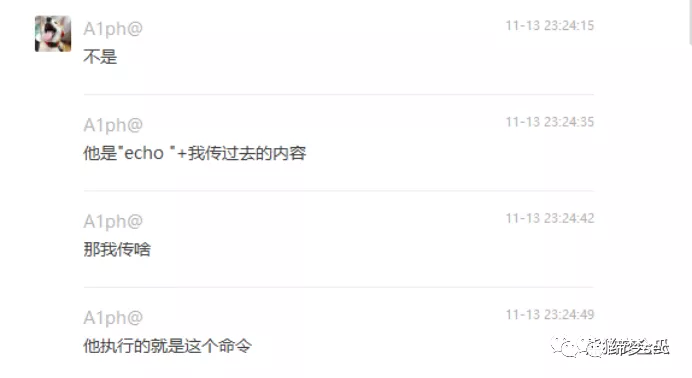 A1ph@ 11-13 23:24:15
不是
A1ph@ 11-13 23:24:35
他是"echo "+我传过去的内容
A1ph@ 11-13 23:24:42
那我传啥
A1ph@ 11-13 23:24:49
他执行的就是这个命令